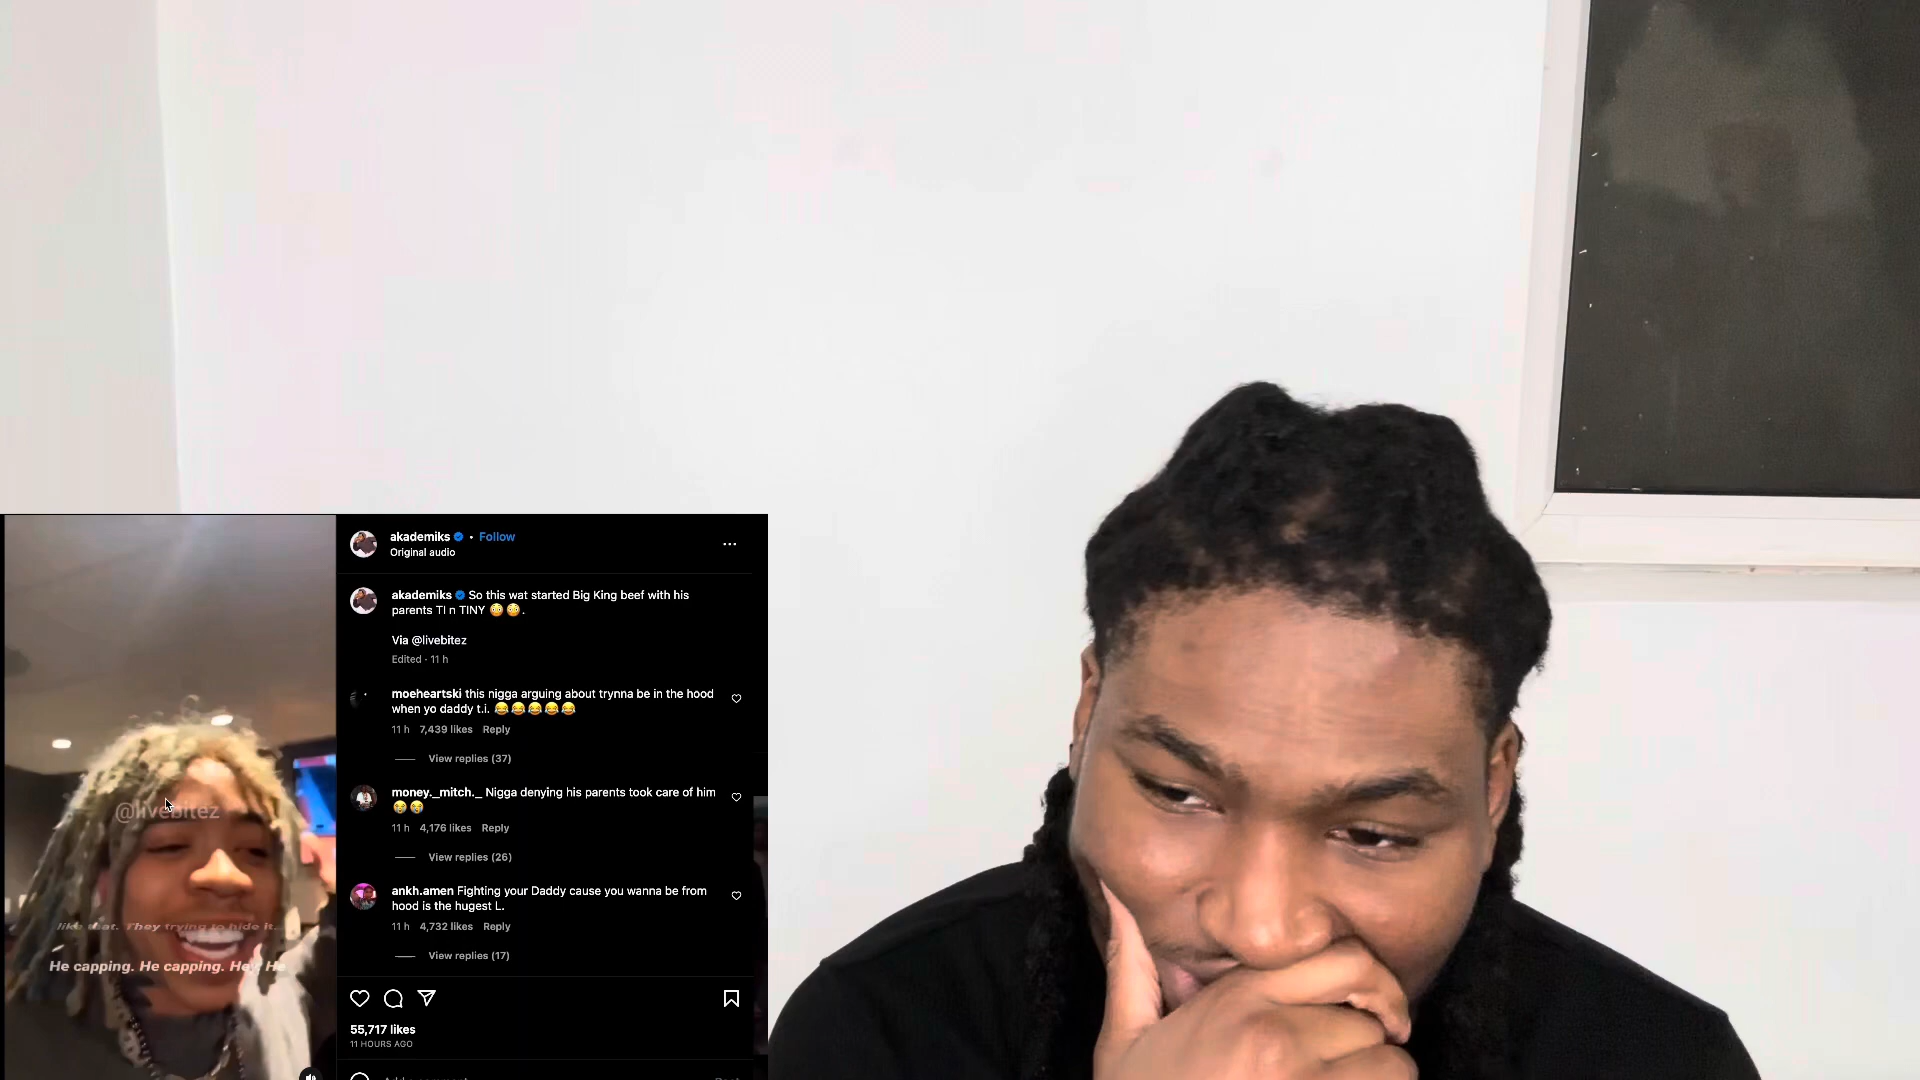 @livebitez
like that. They trying to hide it.
He capping. He capping. He! He
akademiks • Follow
Original audio
akademiks So this wat started Big King beef with his
parents TI n TINY 😳😳.
Via @livebitez
Edited · 11 h
moeheartski this nigga arguing about trynna be in the hood
when yo daddy t.i. 😂😂😂😂😂
11 h 7,439 likes Reply
View replies (37)
money._mitch._ Nigga denying his parents took care of him
😭😭
11 h 4,176 likes Reply
View replies (26)
ankh.amen Fighting your Daddy cause you wanna be from
hood is the hugest L.
11 h 4,732 likes Reply
View replies (17)
55,717 likes
11 HOURS AGO